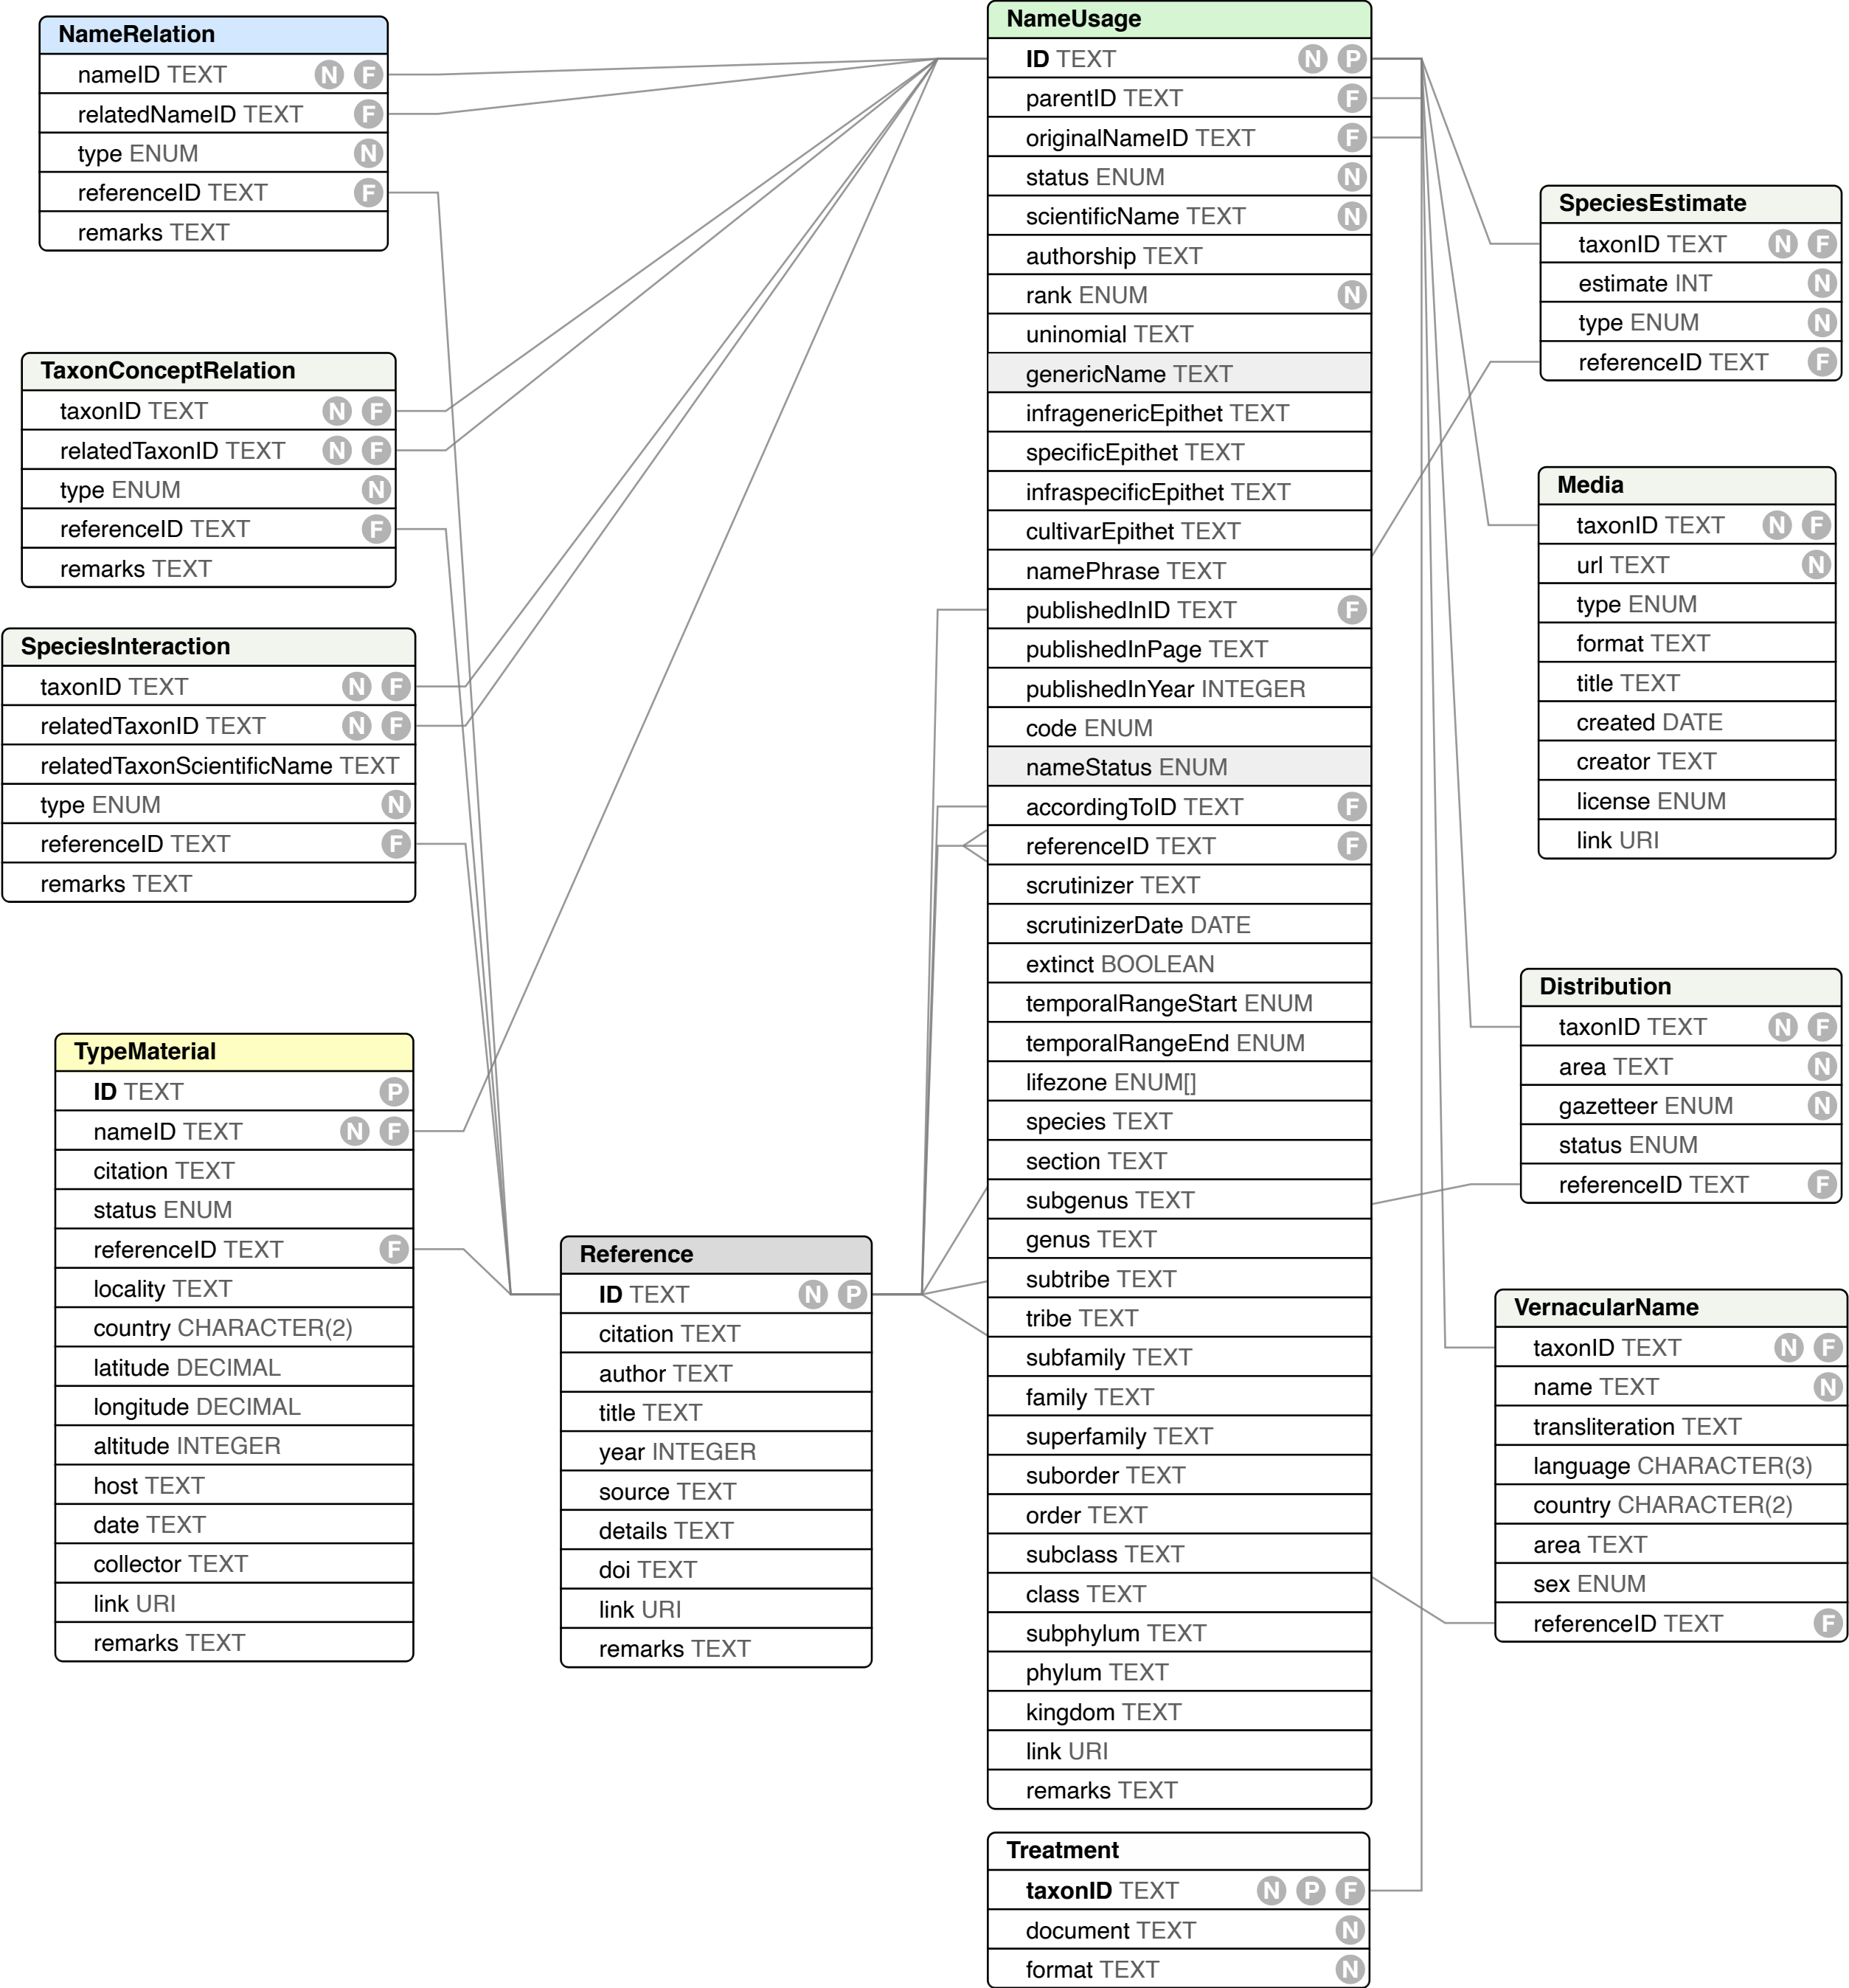 NameRelation
nameID TEXT N F
relatedNameID TEXT F
type ENUM N
referenceID TEXT F
remarks TEXT
TaxonConceptRelation
taxonID TEXT N F
relatedTaxonID TEXT N F
type ENUM N
referenceID TEXT F
remarks TEXT
SpeciesInteraction
taxonID TEXT N F
relatedTaxonID TEXT N F
relatedTaxonScientificName TEXT
type ENUM N
referenceID TEXT F
remarks TEXT
TypeMaterial
ID TEXT P
nameID TEXT N F
citation TEXT
status ENUM
referenceID TEXT F
locality TEXT
country CHARACTER(2)
latitude DECIMAL
longitude DECIMAL
altitude INTEGER
host TEXT
date TEXT
collector TEXT
link URI
remarks TEXT
Reference
ID TEXT N P
citation TEXT
author TEXT
title TEXT
year INTEGER
source TEXT
details TEXT
doi TEXT
link URI
remarks TEXT
NameUsage
ID TEXT N P
parentID TEXT F
originalNameID TEXT F
status ENUM N
scientificName TEXT N
authorship TEXT
rank ENUM N
uninomial TEXT
genericName TEXT
infragenericEpithet TEXT
specificEpithet TEXT
infraspecificEpithet TEXT
cultivarEpithet TEXT
namePhrase TEXT
publishedInID TEXT F
publishedInPage TEXT
publishedInYear INTEGER
code ENUM
nameStatus ENUM
accordingToID TEXT F
referenceID TEXT F
scrutinizer TEXT
scrutinizerDate DATE
extinct BOOLEAN
temporalRangeStart ENUM
temporalRangeEnd ENUM
lifezone ENUM[]
species TEXT
section TEXT
subgenus TEXT
genus TEXT
subtribe TEXT
tribe TEXT
subfamily TEXT
family TEXT
superfamily TEXT
suborder TEXT
order TEXT
subclass TEXT
class TEXT
subphylum TEXT
phylum TEXT
kingdom TEXT
link URI
remarks TEXT
Treatment
taxonID TEXT N P F
document TEXT N
format TEXT N
SpeciesEstimate
taxonID TEXT N F
estimate INT N
type ENUM N
referenceID TEXT F
Media
taxonID TEXT N F
url TEXT N
type ENUM
format TEXT
title TEXT
created DATE
creator TEXT
license ENUM
link URI
Distribution
taxonID TEXT N F
area TEXT N
gazetteer ENUM N
status ENUM
referenceID TEXT F
VernacularName
taxonID TEXT N F
name TEXT N
transliteration TEXT
language CHARACTER(3)
country CHARACTER(2)
area TEXT
sex ENUM
referenceID TEXT F